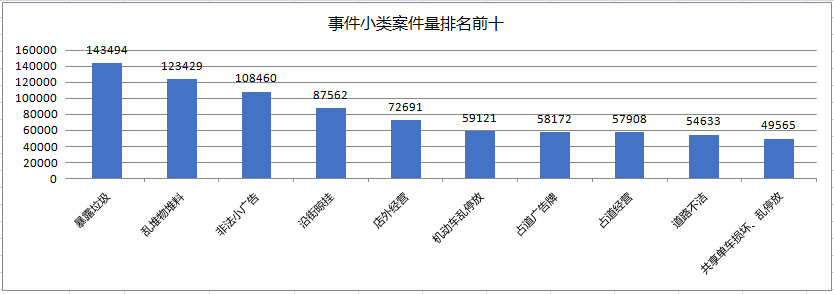 事件小类案件量排名前十
160000
140000
120000
100000
80000
60000
40000
20000
0
143494
123429
108460
87562
72691
59121
58172
57908
54633
49565
暴露垃圾
乱堆物堆料
非法小广告
沿街晾挂
店外经营
机动车乱停放
占道广告牌
占道经营
道路不洁
共享单车损坏、乱停放